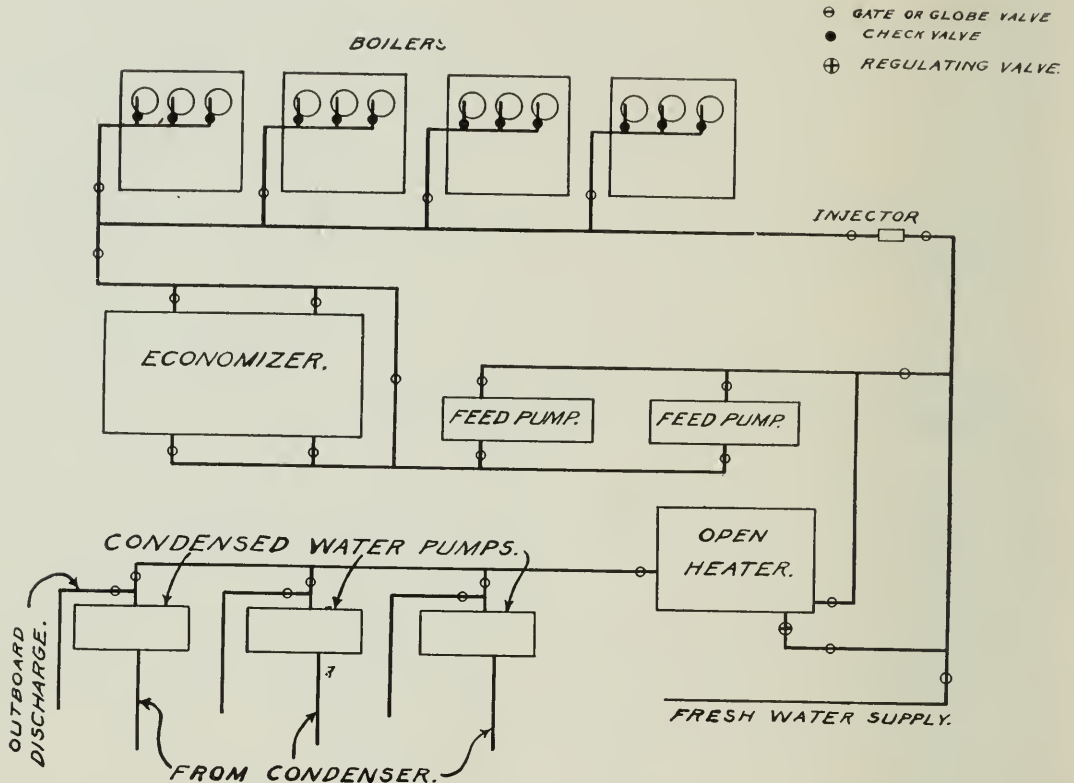 GATE OR GLOBE VALVE
CHECK VALVE
REGULATING VALVE.
BOILERS
INJECTOR
ECONOMIZER.
FEED PUMP.
FEED PUMP.
CONDENSED WATER PUMPS.
OPEN
HEATER.
OUTBOARD
DISCHARGE.
FRESH WATER SUPPLY.
FROM CONDENSER.